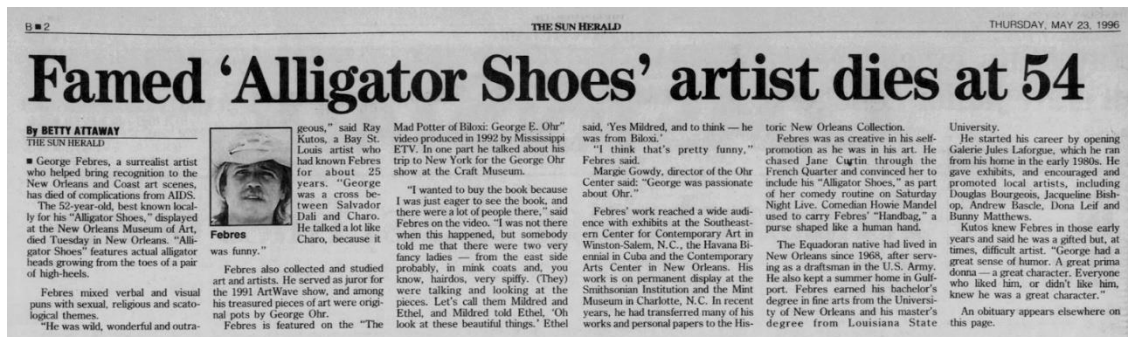 B ■ 2
THE SUN HERALD
THURSDAY, MAY 23, 1996
Famed ‘Alligator Shoes’ artist dies at 54
By BETTY ATTAWAY
THE SUN HERALD
■ George Febres, a surrealist artist
who helped bring recognition to the
New Orleans and Coast art scenes,
has died of complications from AIDS.
The 52-year-old, best known local-
ly for his “Alligator Shoes,” displayed
at the New Orleans Museum of Art,
died Tuesday in New Orleans. “Alli-
gator Shoes” features actual alligator
heads growing from the toes of a pair
of high-heels.
Febres mixed verbal and visual
puns with sexual, religious and scato-
logical themes.
“He was wild, wonderful and outra-
Febres
geous,” said Ray
Kutos, a Bay St.
Louis artist who
had known Febres
for about 25
years. “George
was a cross be-
tween Salvador
Dali and Charo.
He talked a lot like
Charo, because it
was funny.”
Febres also collected and studied
art and artists. He served as juror for
the 1991 ArtWave show, and among
his treasured pieces of art were origi-
nal pots by George Ohr.
Febres is featured on the “The
Mad Potter of Biloxi: George E. Ohr”
video produced in 1992 by Mississippi
ETV. In one part he talked about his
trip to New York for the George Ohr
show at the Craft Museum.
“I wanted to buy the book because
I was just eager to see the book, and
there were a lot of people there,” said
Febres on the video. “I was not there
when this happened, but somebody
told me that there were two very
fancy ladies — from the east side
probably, in mink coats and, you
know, hairdos, very spiffy. (They)
were talking and looking at the
pieces. Let’s call them Mildred and
Ethel, and Mildred told Ethel, ‘Oh
look at these beautiful things.’ Ethel
said, ‘Yes Mildred, and to think — he
was from Biloxi.’
“I think that’s pretty funny,”
Febres said.
Margie Gowdy, director of the Ohr
Center said: “George was passionate
about Ohr.”
Febres’ work reached a wide audi-
ence with exhibits at the Southeast-
ern Center for Contemporary Art in
Winston-Salem, N.C., the Havana Bi-
ennial in Cuba and the Contemporary
Arts Center in New Orleans. His
work is on permanent display at the
Smithsonian Institution and the Mint
Museum in Charlotte, N.C. In recent
years, he had transferred many of his
works and personal papers to the His-
toric New Orleans Collection.
Febres was as creative in his self-
promotion as he was in his art. He
chased Jane Curtin through the
French Quarter and convinced her to
include his “Alligator Shoes,” as part
of her comedy routine on Saturday
Night Live. Comedian Howie Mandel
used to carry Febres’ “Handbag,” a
purse shaped like a human hand.
The Equadoran native had lived in
New Orleans since 1968, after serv-
ing as a draftsman in the U.S. Army.
He also kept a summer home in Gulf-
port. Febres earned his bachelor’s
degree in fine arts from the Universi-
ty of New Orleans and his master’s
degree from Louisiana State
University.
He started his career by opening
Galerie Jules Laforgue, which he ran
from his home in the early 1980s. He
gave exhibits, and encouraged and
promoted local artists, including
Douglas Bourgeois, Jacqueline Bish-
op, Andrew Bascle, Dona Leif and
Bunny Matthews.
Kutos knew Febres in those early
years and said he was a gifted but, at
times, difficult artist. “George had a
great sense of humor. A great prima
donna — a great character. Everyone
who liked him, or didn’t like him,
knew he was a great character.”
An obituary appears elsewhere on
this page.